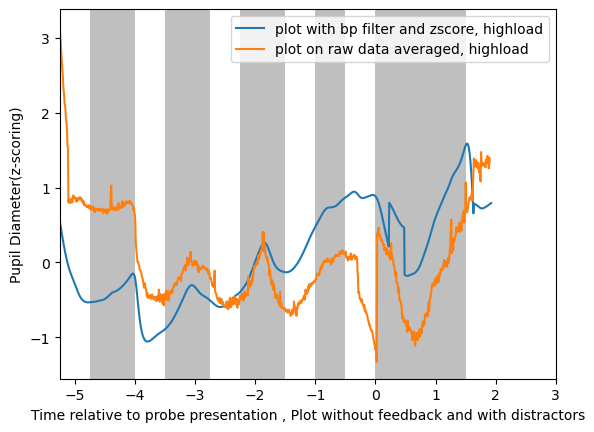 plot with bp filter and zscore, highload
plot on raw data averaged, highload
Pupil Diameter(z-scoring)
3
2
1
0
−1
−5 −4 −3 −2 −1 0 1 2 3
Time relative to probe presentation , Plot without feedback and with distractors